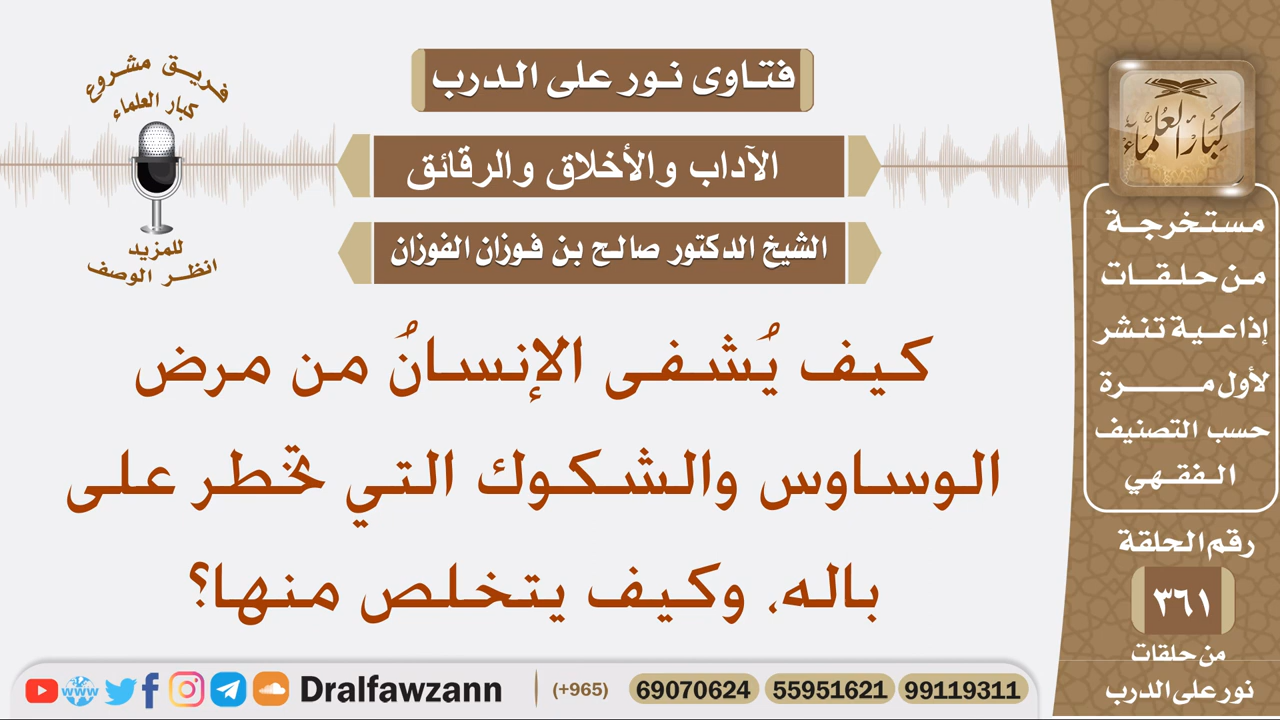 فريق مشروع
كبار العلماء
للمزيد
انظر الوصف
فتاوى نور على الدرب
الآداب والأخلاق والرقائق
الشيخ الدكتور صالح بن فوزان الفوزان
كيف يُشفى الإنسانُ من مرض
الوساوس والشكوك التي تخطر على
باله، وكيف يتخلص منها؟
كبار العلماء
مستخرجة
من حلقات
إذاعية تنشر
لأول مرة
حسب التصنيف
الفقهي
رقم الحلقة
٣٦١
من حلقات
نور على الدرب
www Dralfawzann (+965) 69070624 55951621 99119311